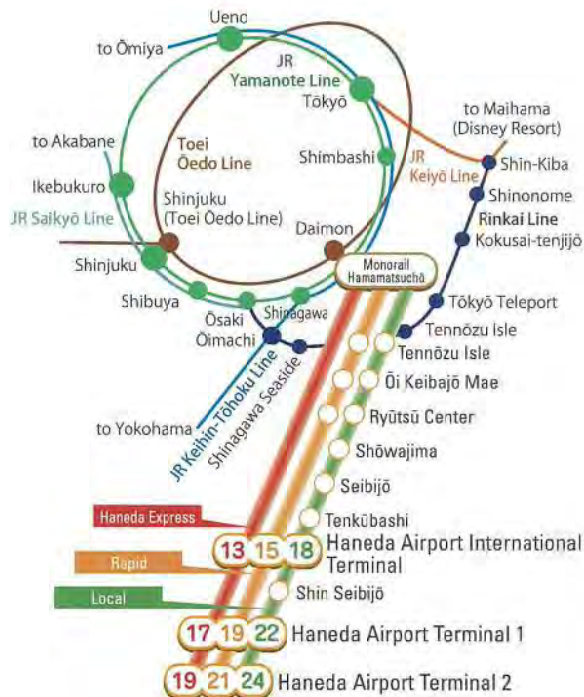 Ueno
to Ōmiya
JR
Yamanote Line
Tōkyō
to Maihama
(Disney Resort)
to Akabane
Toei
Ōedo Line
Shimbashi
JR
Keiyō Line
Shin-Kiba
Ikebukuro
Shinonome
JR Saikyō Line
Shinjuku
(Toei Ōedo Line)
Daimon
Rinkai Line
Kokusai-tenjijō
Monorail
Hamamatsuchō
Shinjuku
Shibuya
Shinagawa
Tōkyō Teleport
Ōsaki
Ōimachi
Tennōzu Isle
Tennōzu Isle
JR Keihin-Tōhoku Line
Shinagawa Seaside
Ōi Keibajō Mae
to Yokohama
Ryūtsū Center
Shōwajima
Seibijō
Haneda Express
Tenkūbashi
13 15 18 Haneda Airport International
Terminal
Rapid
Shin Seibijō
Local
17 19 22 Haneda Airport Terminal 1
19 21 24 Haneda Airport Terminal 2